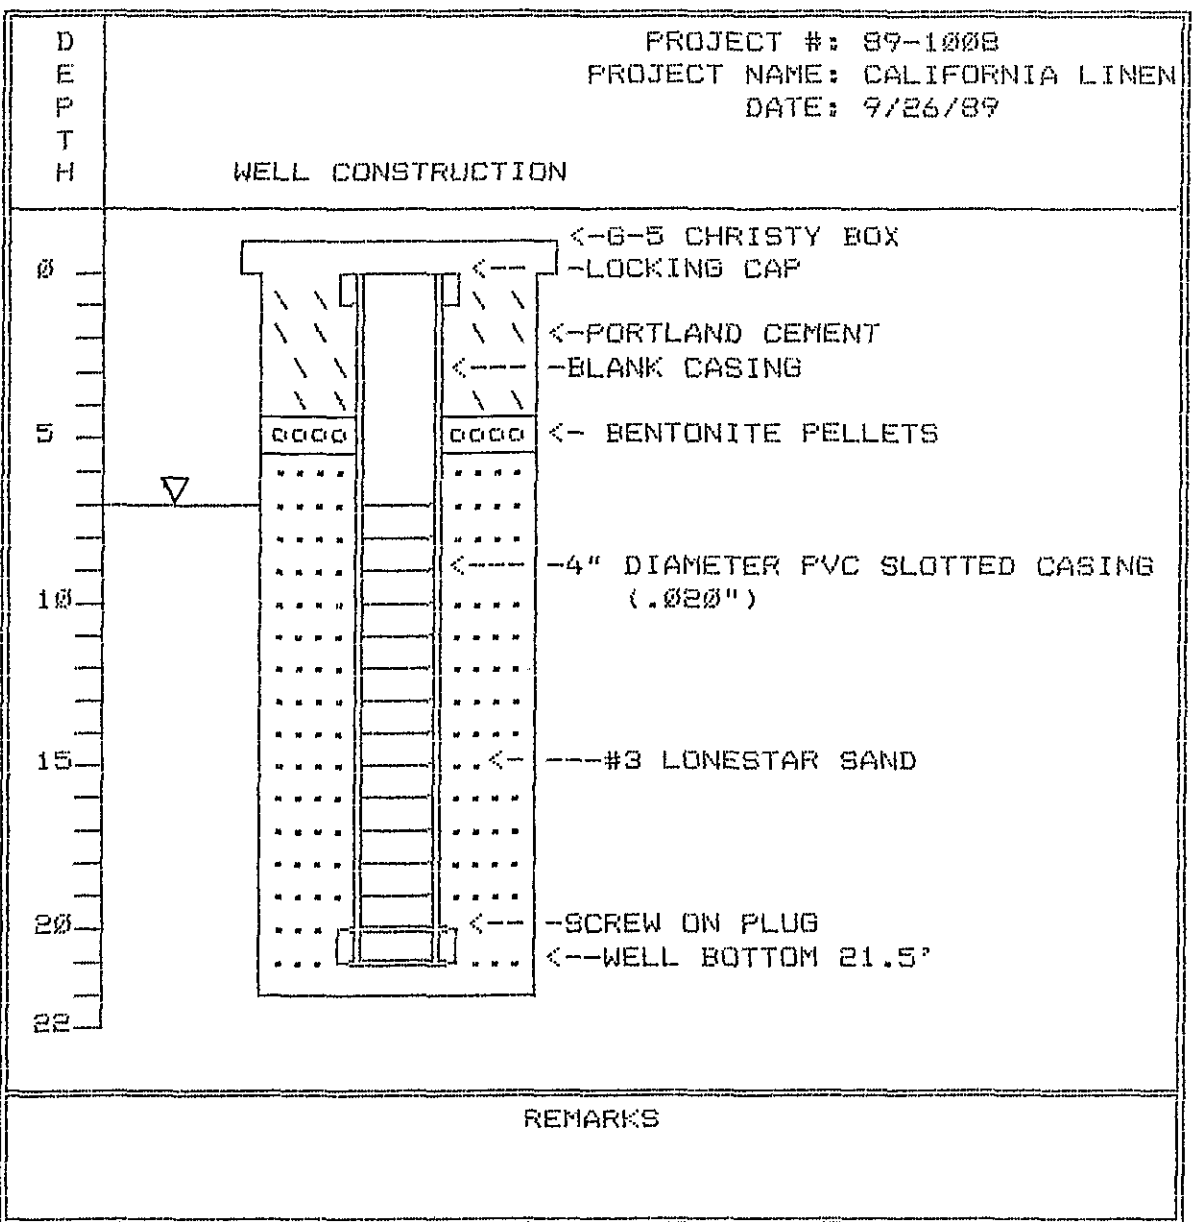 DEPTH
PROJECT #: 89-1008
PROJECT NAME: CALIFORNIA LINEN
DATE: 9/26/89
WELL CONSTRUCTION
<-G-5 CHRISTY BOX
0
<-- -LOCKING CAP
<-PORTLAND CEMENT
<--- -BLANK CASING
5
<- BENTONITE PELLETS
<--- -4" DIAMETER PVC SLOTTED CASING
10
(.020")
15
<- ---#3 LONESTAR SAND
20
<-- -SCREW ON PLUG
<--WELL BOTTOM 21.5'
22
REMARKS